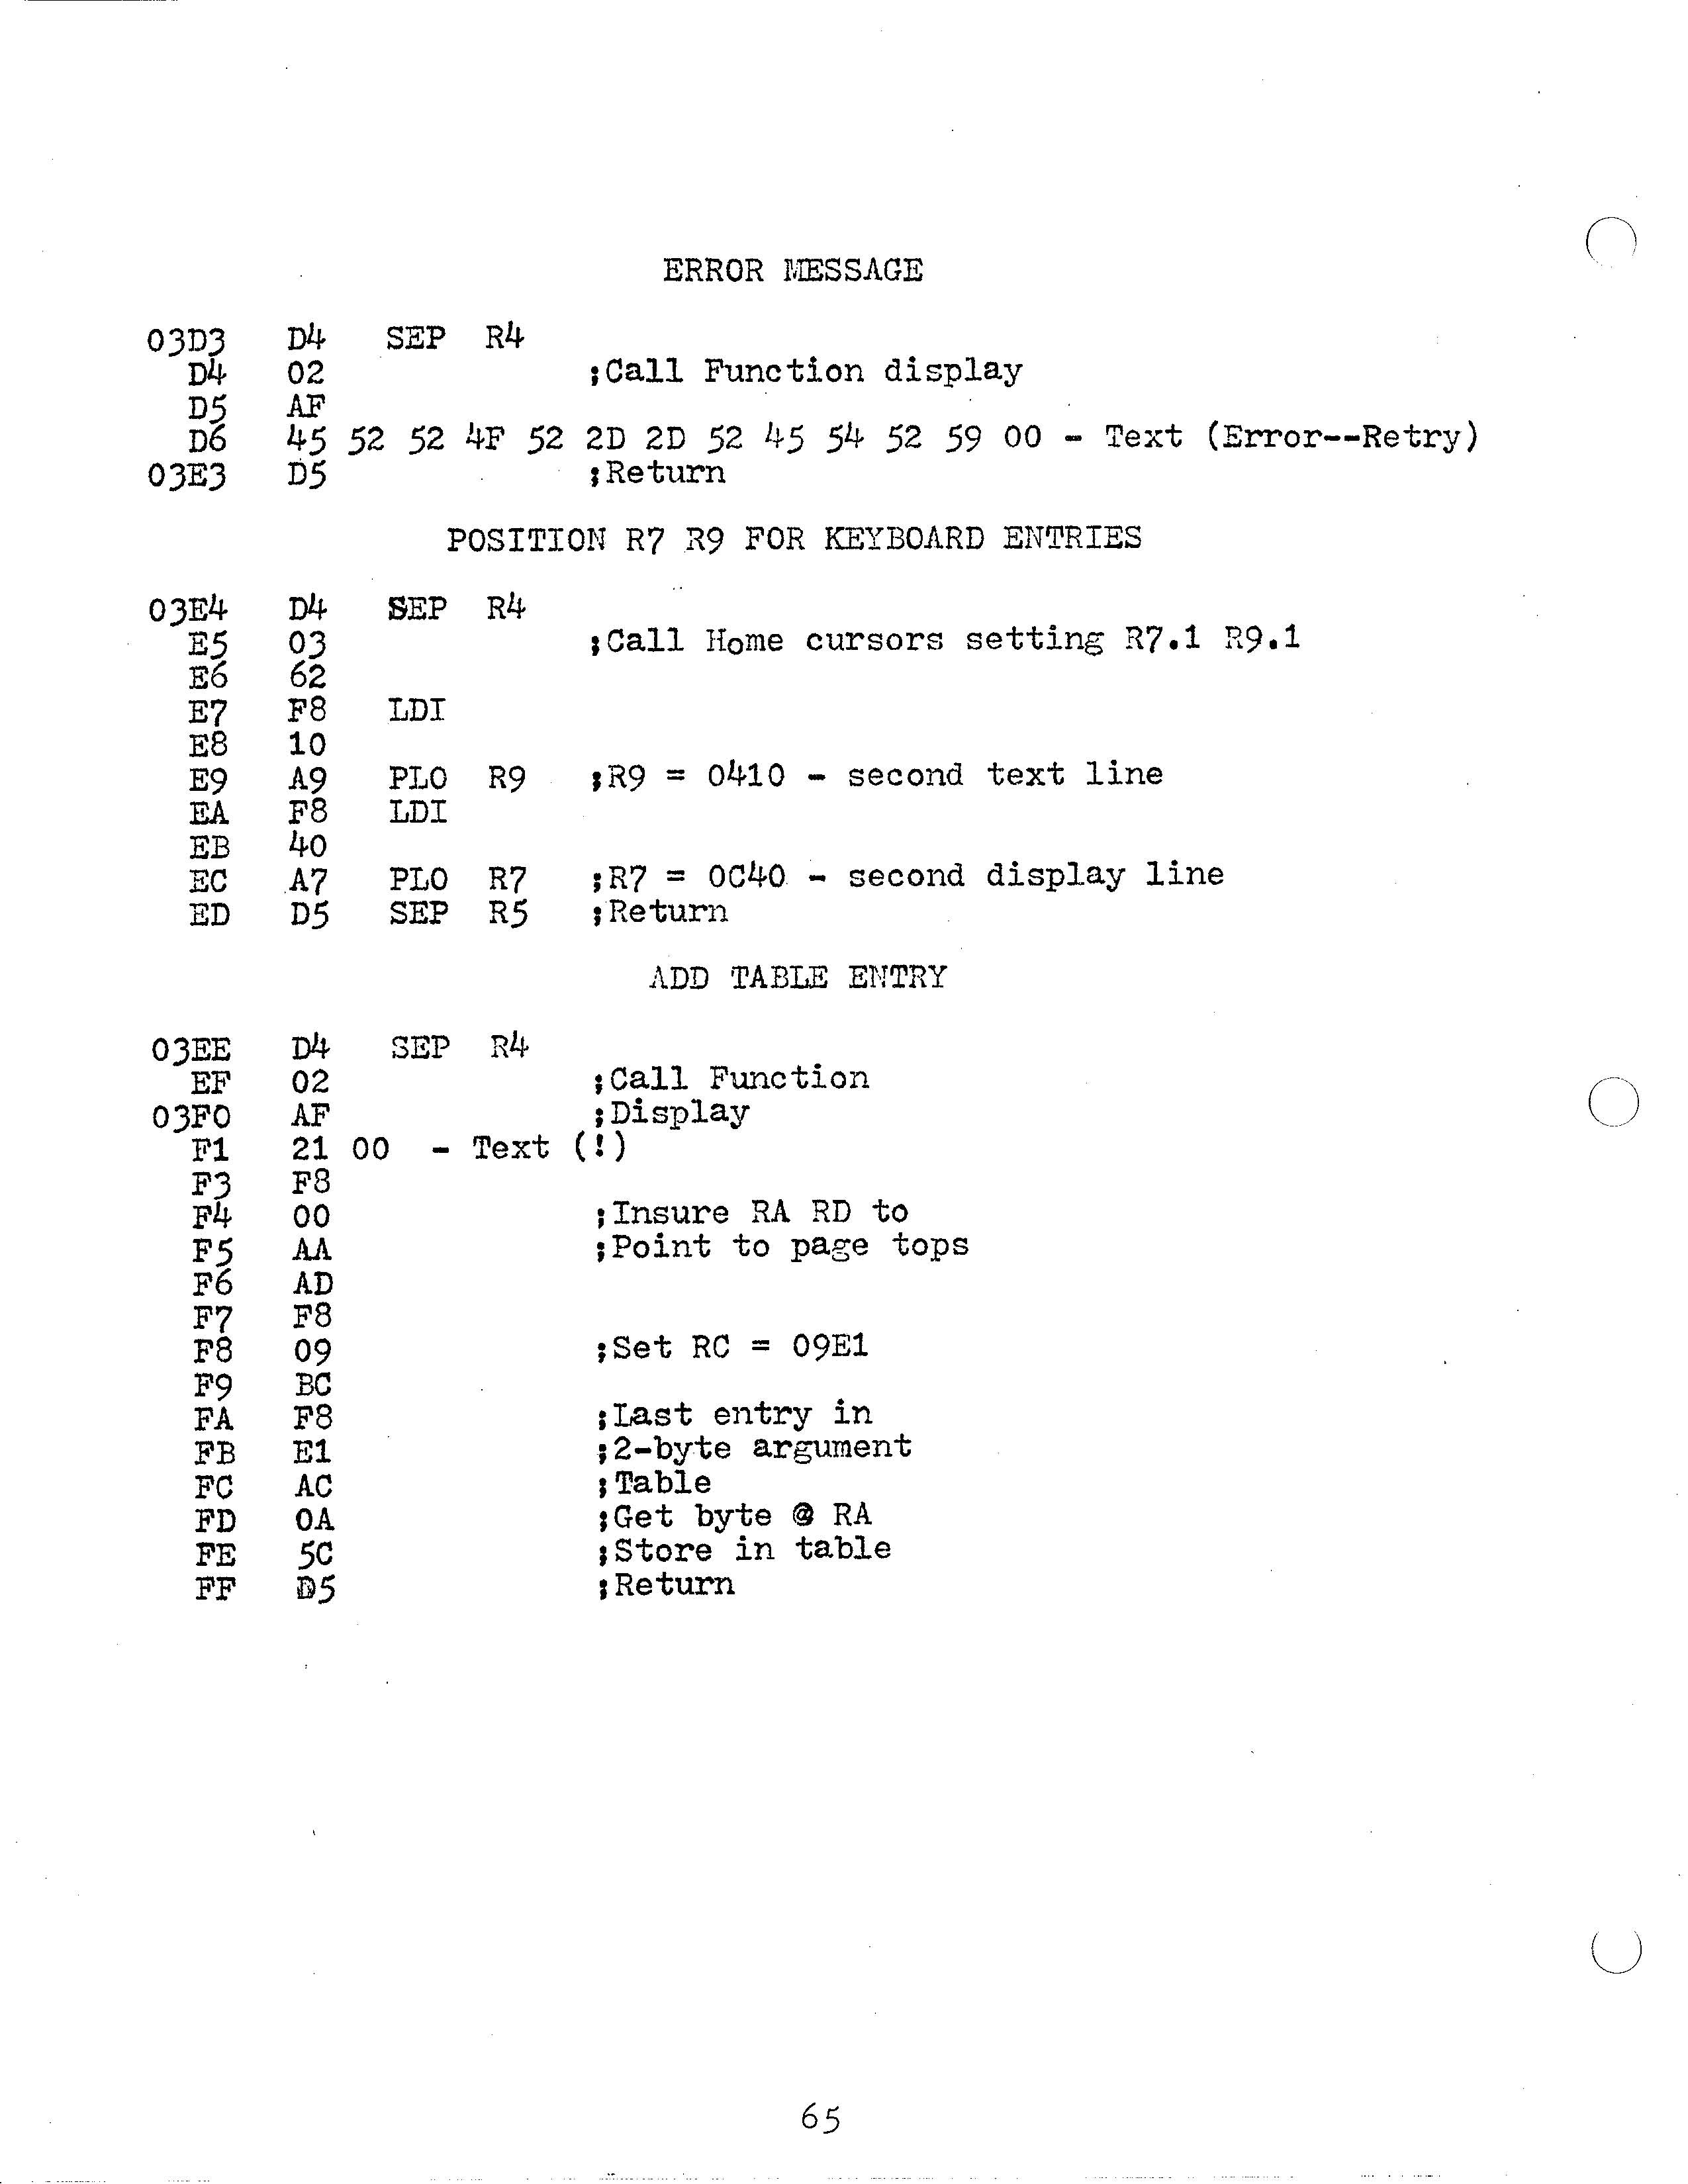 ERROR MESSAGE
03D3 D4 SEP R4
D4 02 ;Call Function display
D5 AF
D6 45 52 52 4F 52 2D 2D 52 45 54 52 59 00 - Text (Error--Retry)
03E3 D5 ;Return
POSITION R7 R9 FOR KEYBOARD ENTRIES
03E4 D4 SEP R4
E5 03 ;Call Home cursors setting R7.1 R9.1
E6 62
E7 F8 LDI
E8 10
E9 A9 PLO R9 ;R9 = 0410 - second text line
EA F8 LDI
EB 40
EC A7 PLO R7 ;R7 = 0C40 - second display line
ED D5 SEP R5 ;Return
ADD TABLE ENTRY
03EE D4 SEP R4
EF 02 ;Call Function
03F0 AF ;Display
F1 21 00 - Text (!)
F3 F8
F4 00 ;Insure RA RD to
F5 AA ;Point to page tops
F6 AD
F7 F8
F8 09 ;Set RC = 09E1
F9 BC
FA F8 ;Last entry in
FB E1 ;2-byte argument
FC AC ;Table
FD 0A ;Get byte @ RA
FE 5C ;Store in table
FF D5 ;Return
65